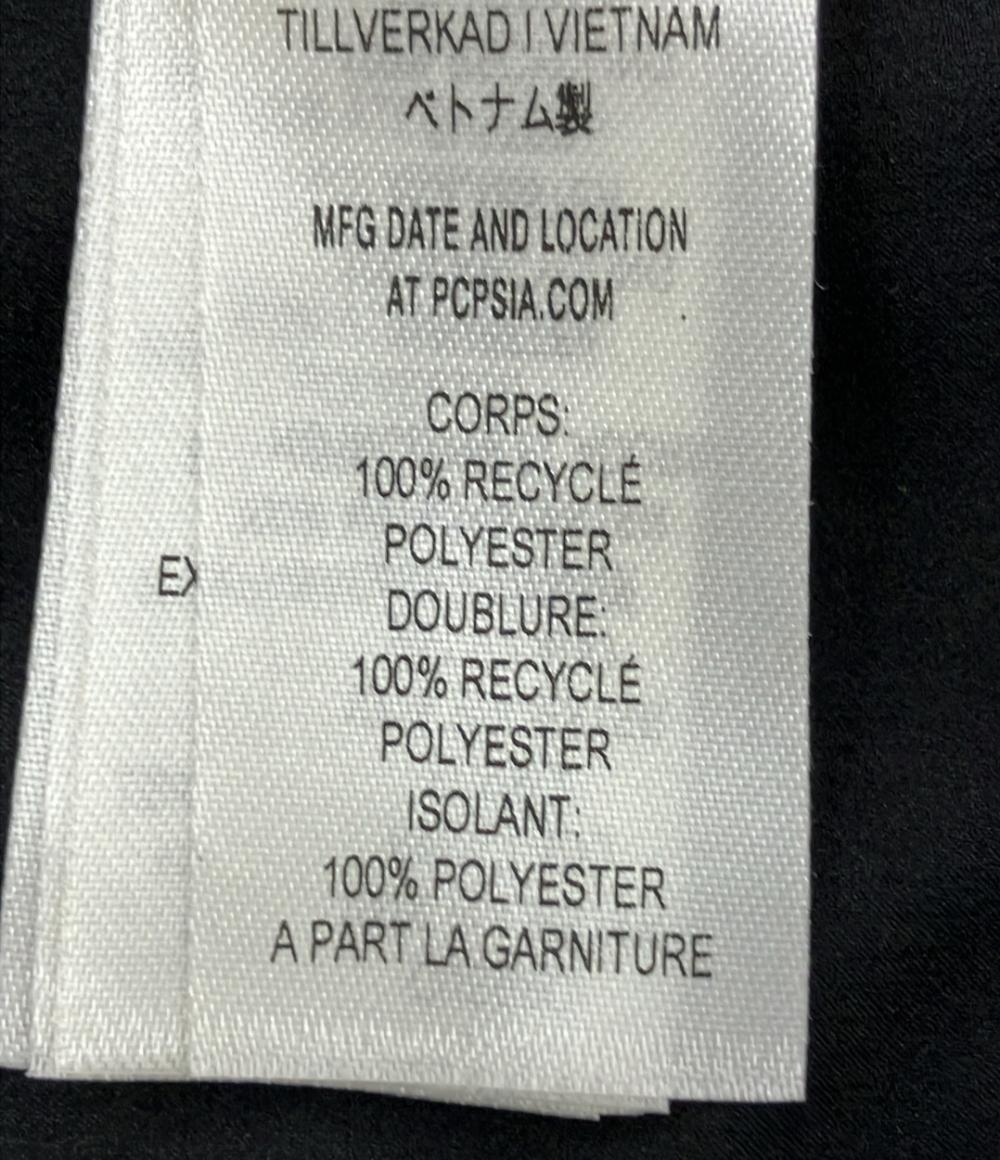 TILLVERKAD I VIETNAM
ベトナム製
MFG DATE AND LOCATION
AT PCPSIA.COM
CORPS:
100% RECYCLÉ
POLYESTER
DOUBLURE:
100% RECYCLÉ
POLYESTER
ISOLANT:
100% POLYESTER
A PART LA GARNITURE